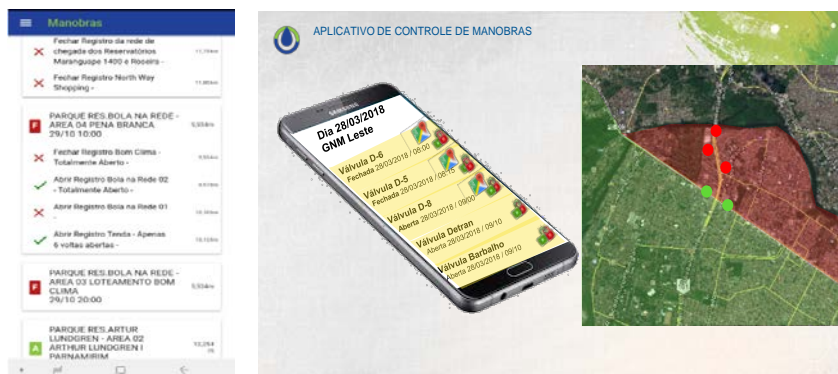 Manobras
Fechar Registro da rede de
chegada dos Reservatórios
Maranguape 1400 e Roseira -
Fechar Registro North Way
Shopping -
F
PARQUE RES.BOLA NA REDE -
AREA 04 PENA BRANCA
29/10 10:00
Fechar Registro Bom Clima -
Totalmente Aberto -
Abrir Registro Bola na Rede 02
- Totalmente Aberto -
Abrir Registro Bola na Rede 01
-
Abrir Registro Tenda - Apenas
6 voltas abertas -
F
PARQUE RES.BOLA NA REDE -
AREA 03 LOTEAMENTO BOM
CLIMA
29/10 20:00
A
PARQUE RES.ARTUR
LUNDGREN - AREA 02
ARTHUR LUNDGREN I
PARNAMIRIM
APLICATIVO DE CONTROLE DE MANOBRAS
SAMSUNG
Dia 28/03/2018
GNM Leste
Válvula D-6
Fechada 28/03/2018 / 08:00
Válvula D-5
Fechada 28/03/2018 / 08:15
Válvula D-8
Aberta 28/03/2018 / 09:00
Válvula Detran
Aberta 28/03/2018 / 09:10
Válvula Barbalho
Aberta 28/03/2018 / 09/10